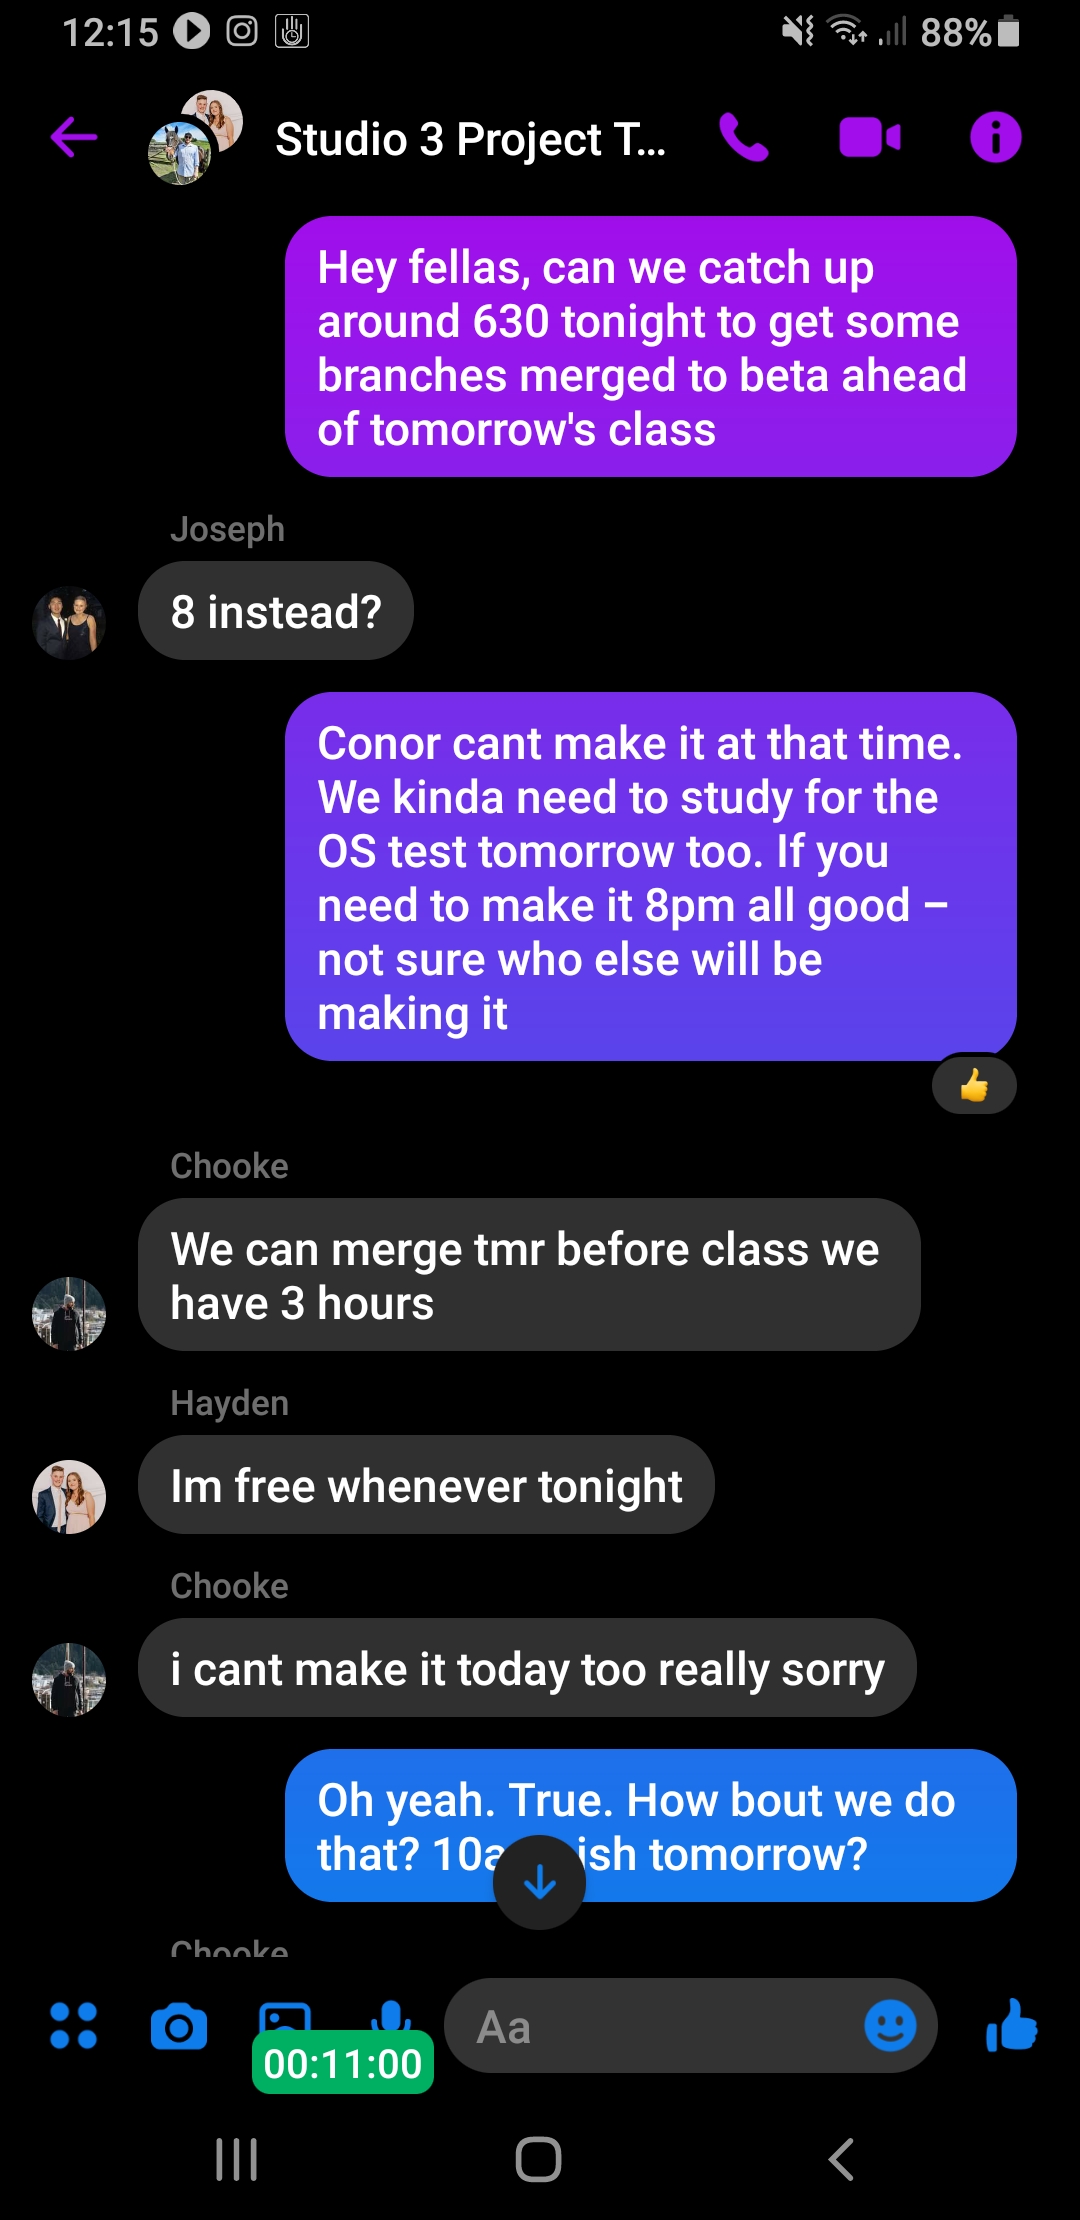 12:15
88%
Studio 3 Project T...
Hey fellas, can we catch up
around 630 tonight to get some
branches merged to beta ahead
of tomorrow's class
Joseph
8 instead?
Conor cant make it at that time.
We kinda need to study for the
OS test tomorrow too. If you
need to make it 8pm all good –
not sure who else will be
making it
Chooke
We can merge tmr before class we
have 3 hours
Hayden
Im free whenever tonight
Chooke
i cant make it today too really sorry
Oh yeah. True. How bout we do
that? ish tomorrow?
Chooke
Aa
00:11:00